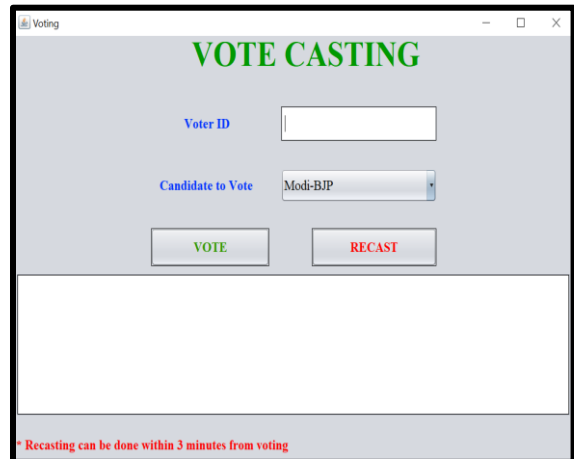 Voting
VOTE CASTING
Voter ID
Candidate to Vote Modi-BJP
VOTE RECAST
* Recasting can be done within 3 minutes from voting